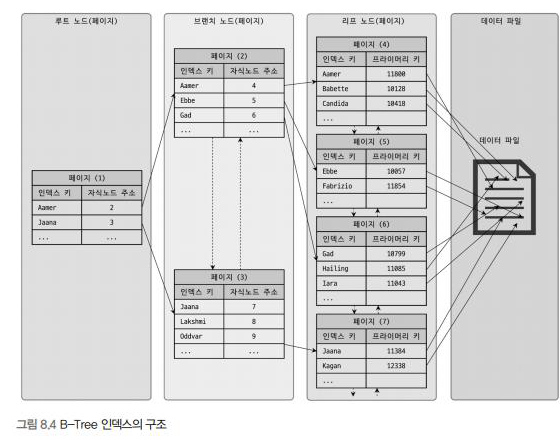 루트 노드(페이지)
브랜치 노드(페이지)
리프 노드(페이지)
데이터 파일
페이지 (1)
인덱스 키 자식노드 주소
Aamer 2
Jaana 3
... ...
페이지 (2)
인덱스 키 자식노드 주소
Aamer 4
Ebbe 5
Gad 6
... ...
페이지 (3)
인덱스 키 자식노드 주소
Jaana 7
Lakshmi 8
Oddvar 9
... ...
페이지 (4)
인덱스 키 프라이머리 키
Aamer 11800
Babette 10128
Candida 10418
...
페이지 (5)
인덱스 키 프라이머리 키
Ebbe 10057
Fabrizio 11854
...
페이지 (6)
인덱스 키 프라이머리 키
Gad 10799
Hailing 11085
Iara 11043
...
페이지 (7)
인덱스 키 프라이머리 키
Jaana 11384
Kagan 12338
...
데이터 파일
그림 8.4 B-Tree 인덱스의 구조